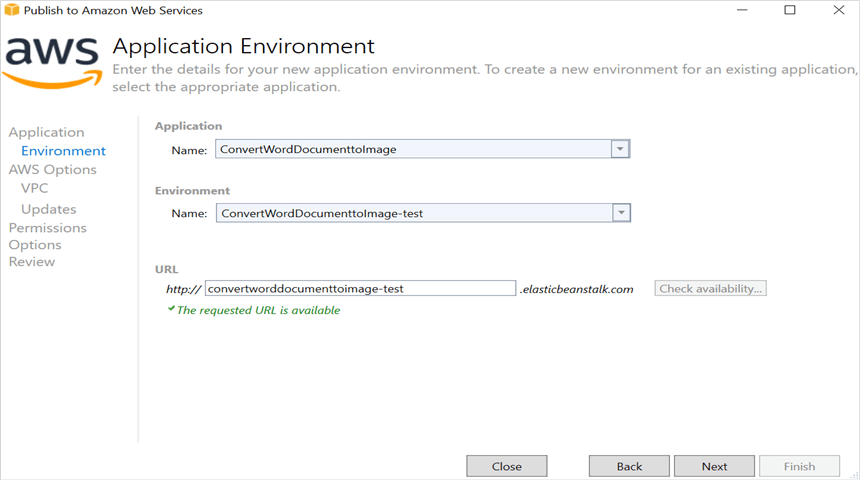 Publish to Amazon Web Services
aws
Application Environment
Enter the details for your new application environment. To create a new environment for an existing application,
select the appropriate application.
Application
Environment
AWS Options
VPC
Updates
Permissions
Options
Review
Application
Name: ConvertWordDocumenttoImage
Environment
Name: ConvertWordDocumenttoImage-test
URL
http:// convertworddocumenttoimage-test .elasticbeanstalk.com Check availability...
The requested URL is available
Close Back Next Finish